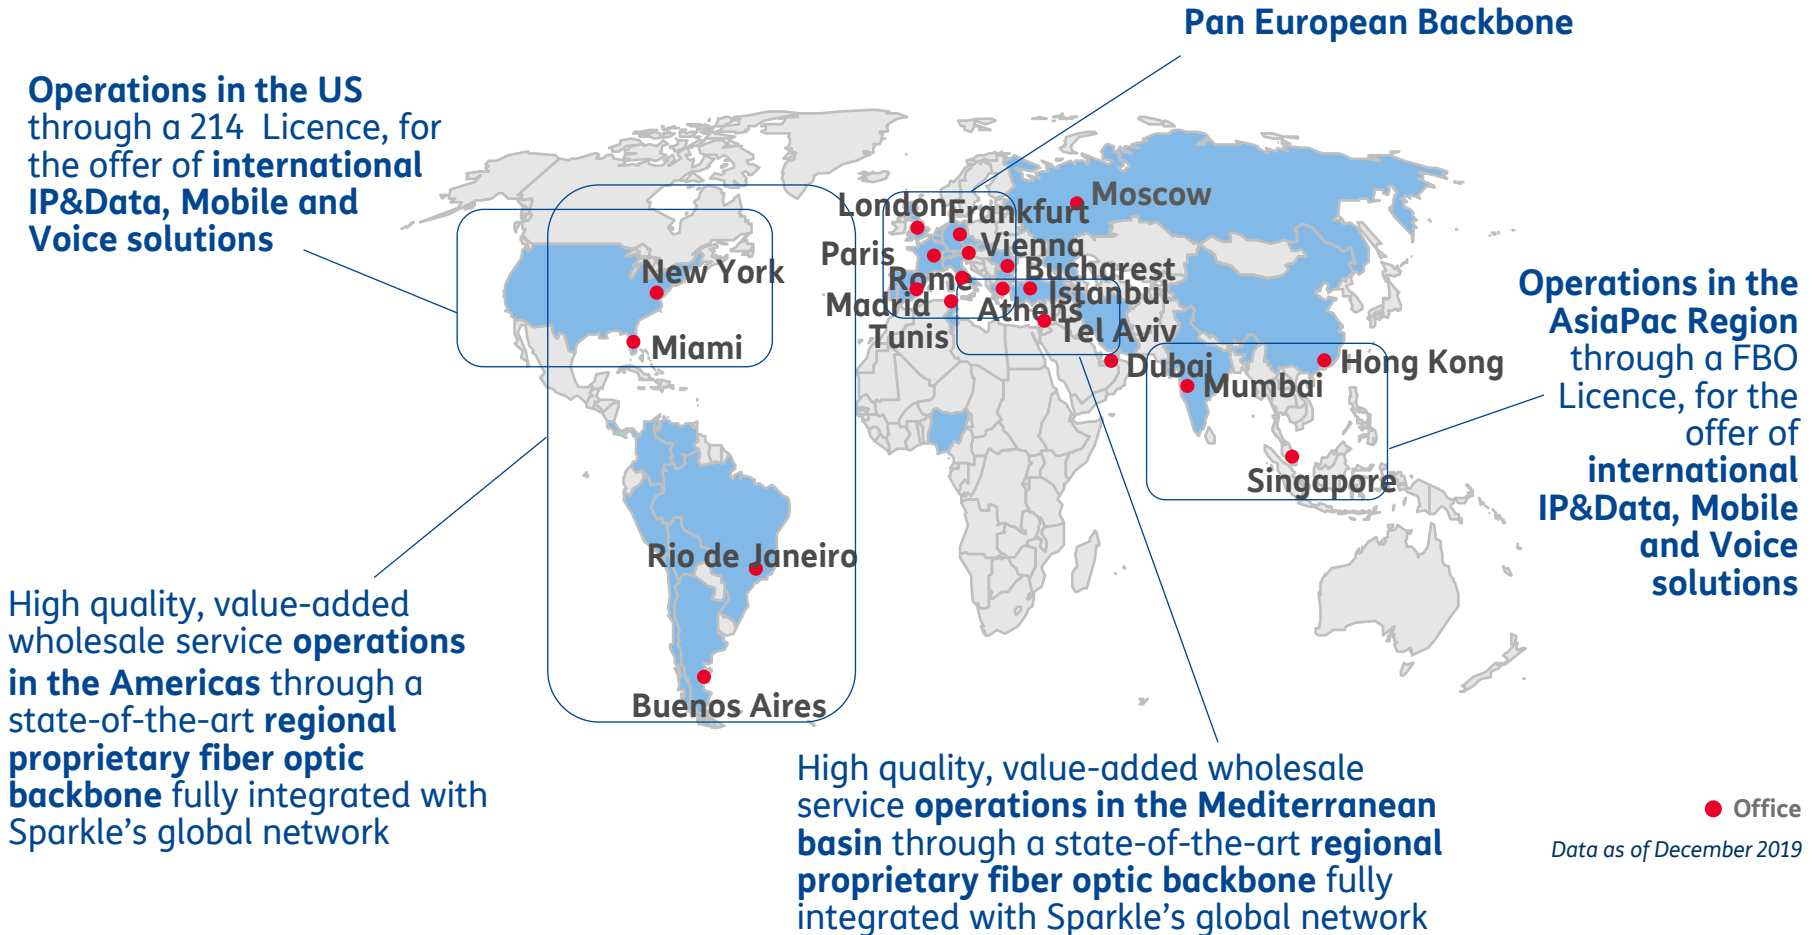 Pan European Backbone
Operations in the US
through a 214 Licence, for
the offer of international
IP&Data, Mobile and
Voice solutions
London
Frankfurt
Moscow
Paris
Vienna
Rome
Bucharest
Madrid
Athens
Istanbul
Tunis
Tel Aviv
New York
Miami
Dubai
Mumbai
Hong Kong
Singapore
Rio de Janeiro
Buenos Aires
Operations in the
AsiaPac Region
through a FBO
Licence, for the
offer of
international
IP&Data, Mobile
and Voice
solutions
High quality, value-added
wholesale service operations
in the Americas through a
state-of-the-art regional
proprietary fiber optic
backbone fully integrated with
Sparkle’s global network
High quality, value-added wholesale
service operations in the Mediterranean
basin through a state-of-the-art regional
proprietary fiber optic backbone fully
integrated with Sparkle’s global network
Office
Data as of December 2019